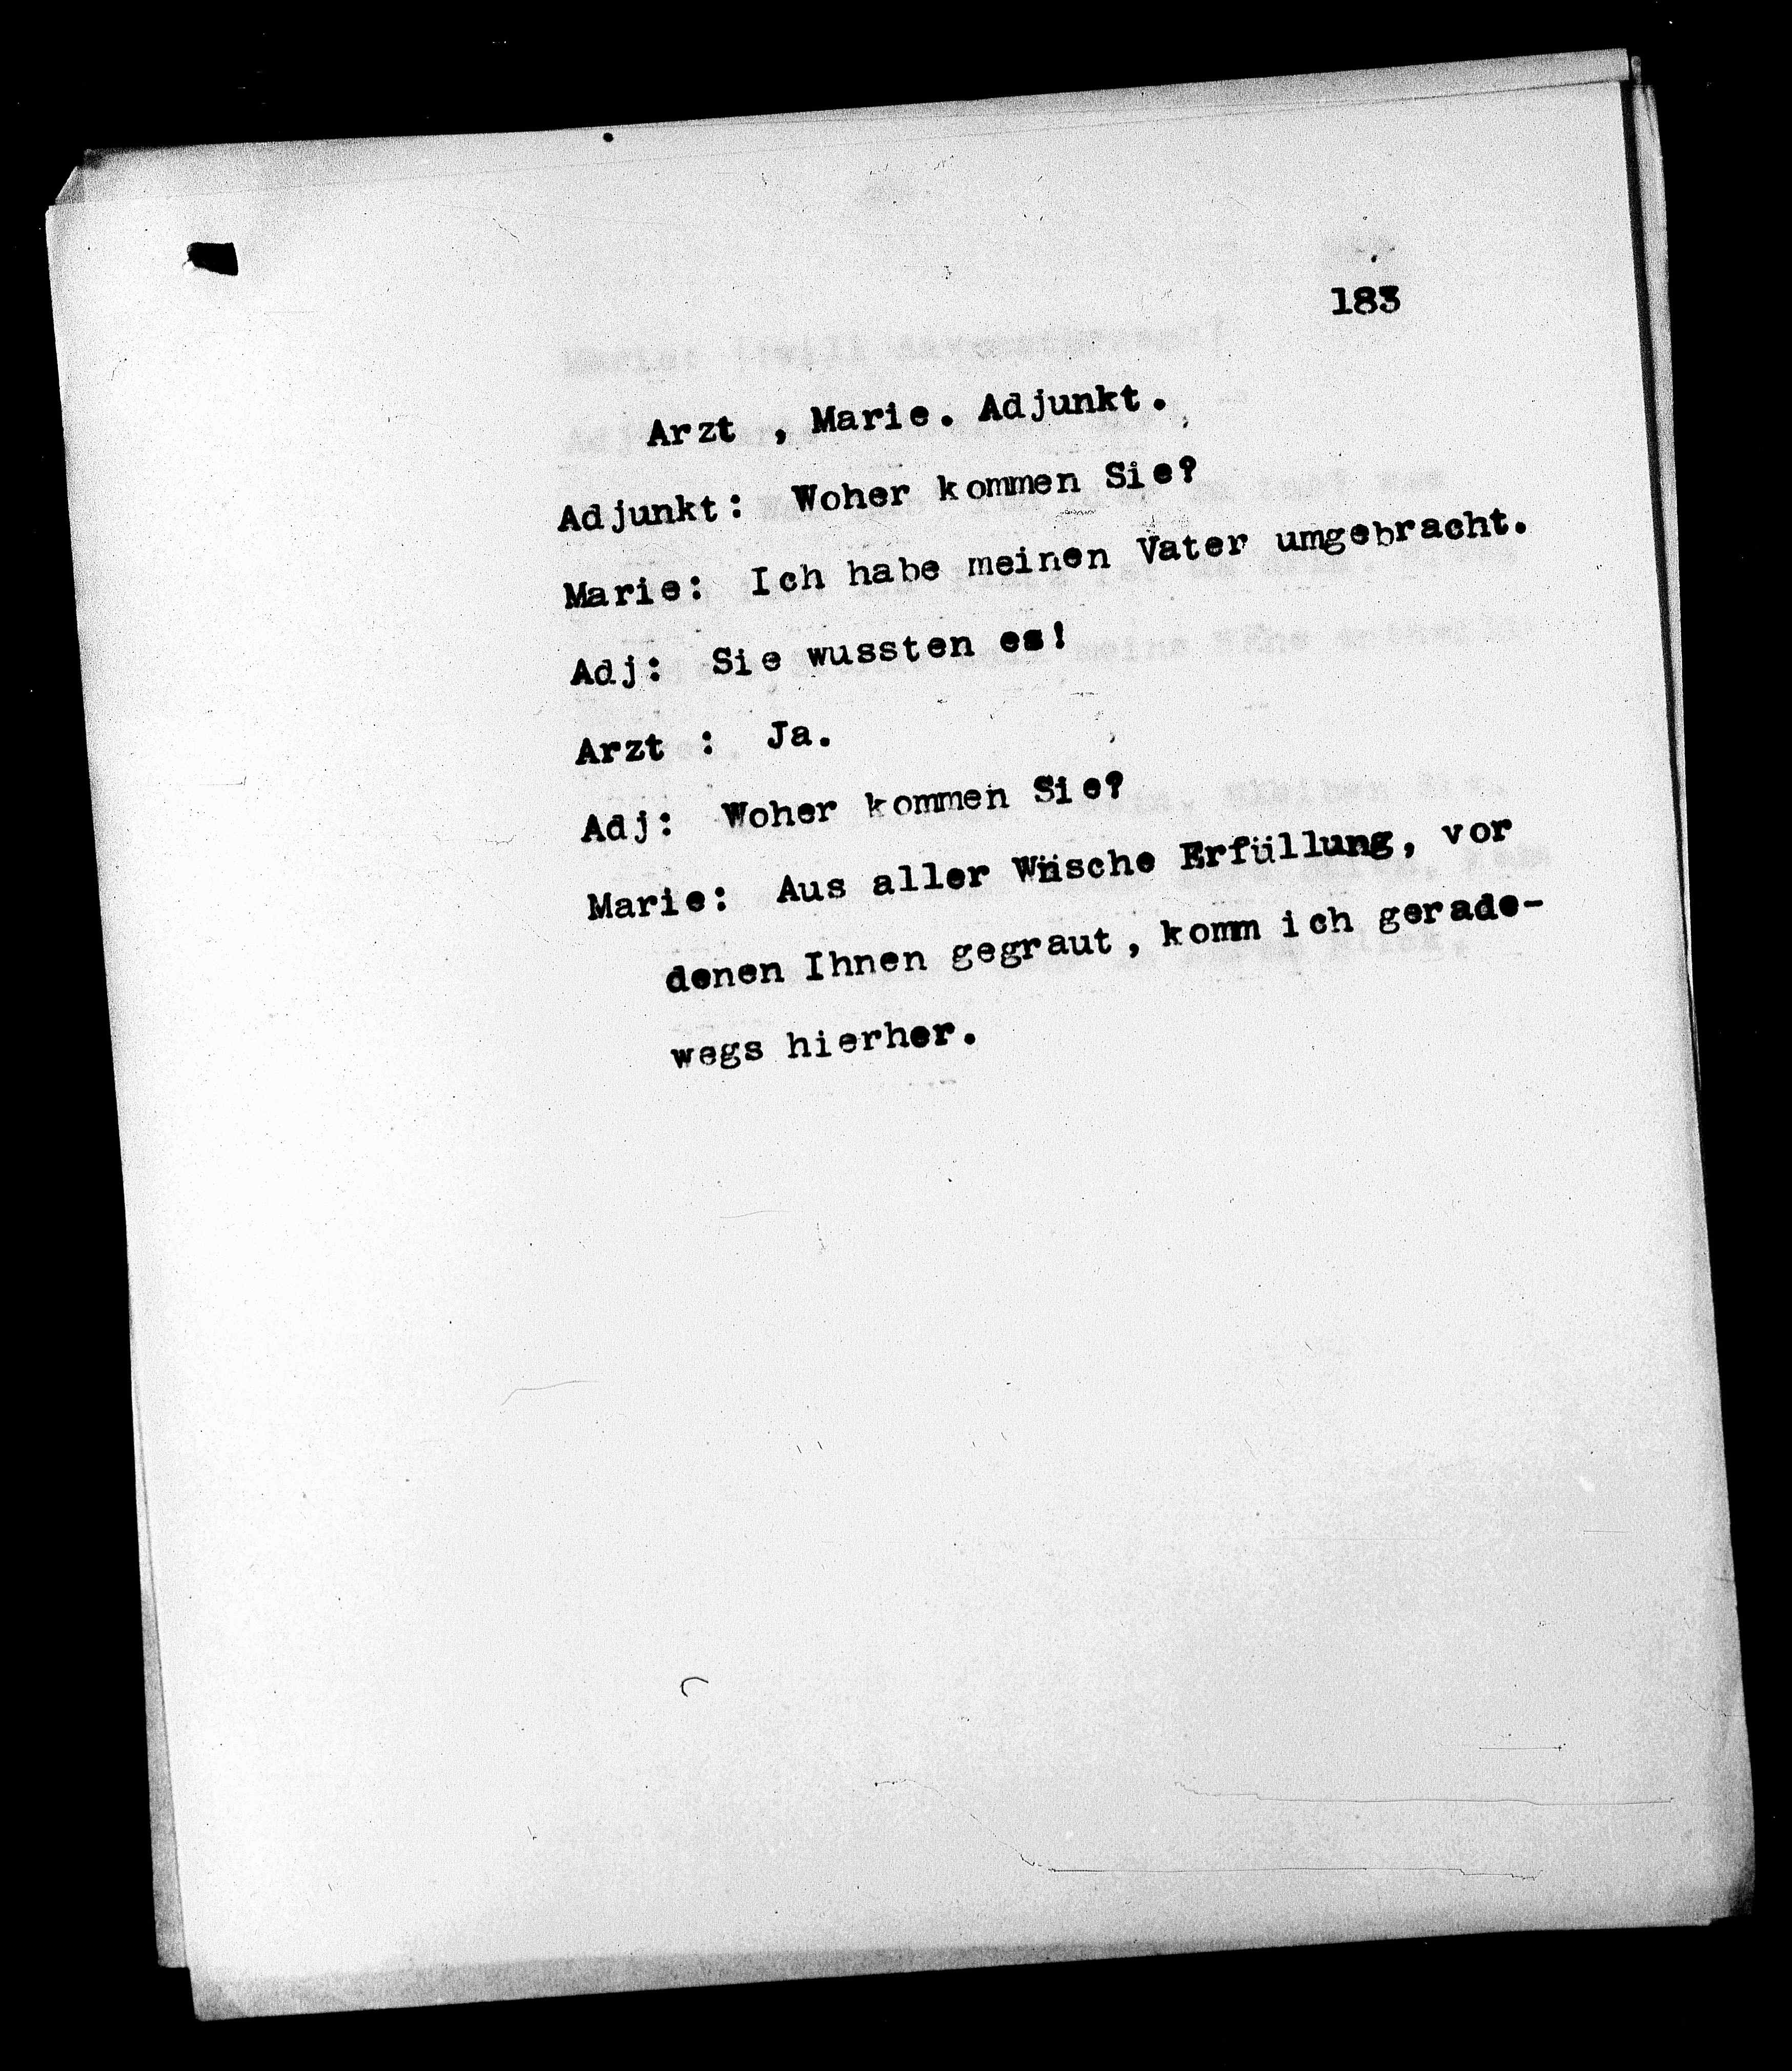 183
Arzt , Marie. Adjunkt.
Adjunkt: Woher kommen Sie?
Marie: Ich habe meinen Vater umgebracht.
Adj: Sie wussten es!
Arzt : Ja.
Adj: Woher kommen Sie?
Marie: Aus aller Wüsche Erfüllung, vor
denen Ihnen gegraut, komm ich gerade-
wegs hierher.